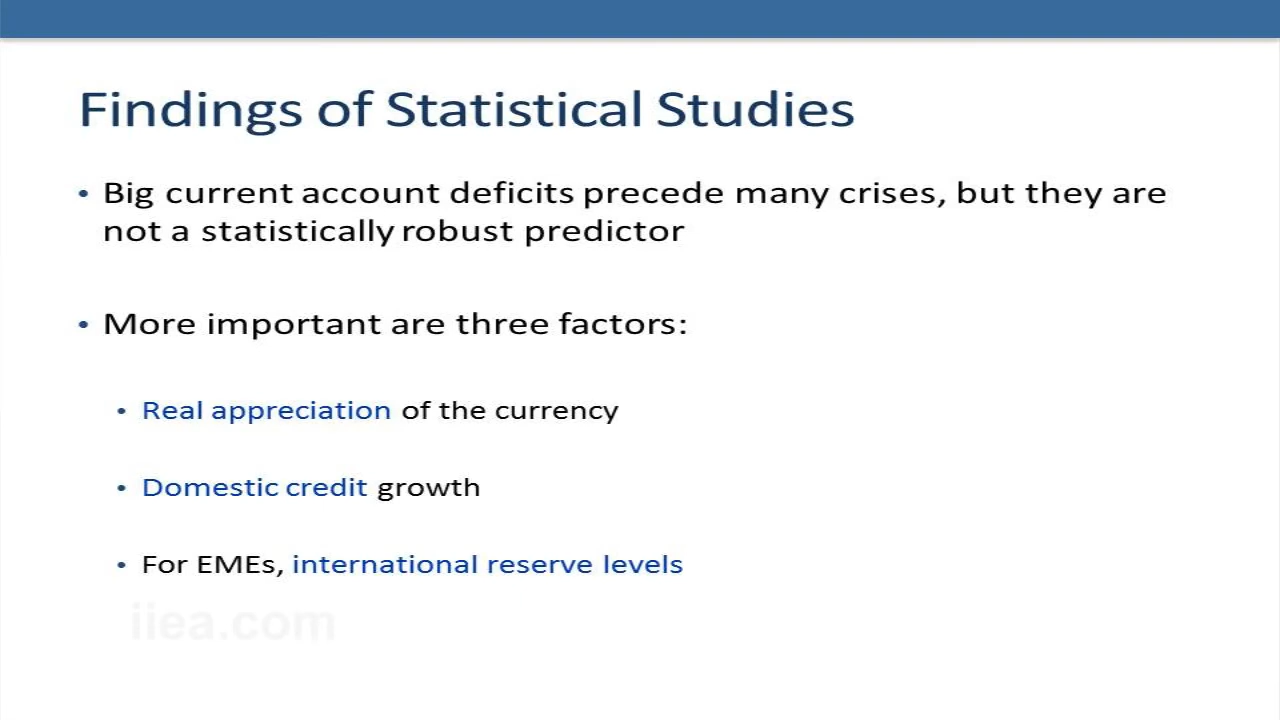 Findings of Statistical Studies
• Big current account deficits precede many crises, but they are
not a statistically robust predictor
• More important are three factors:
• Real appreciation of the currency
• Domestic credit growth
• For EMEs, international reserve levels
iiea.com